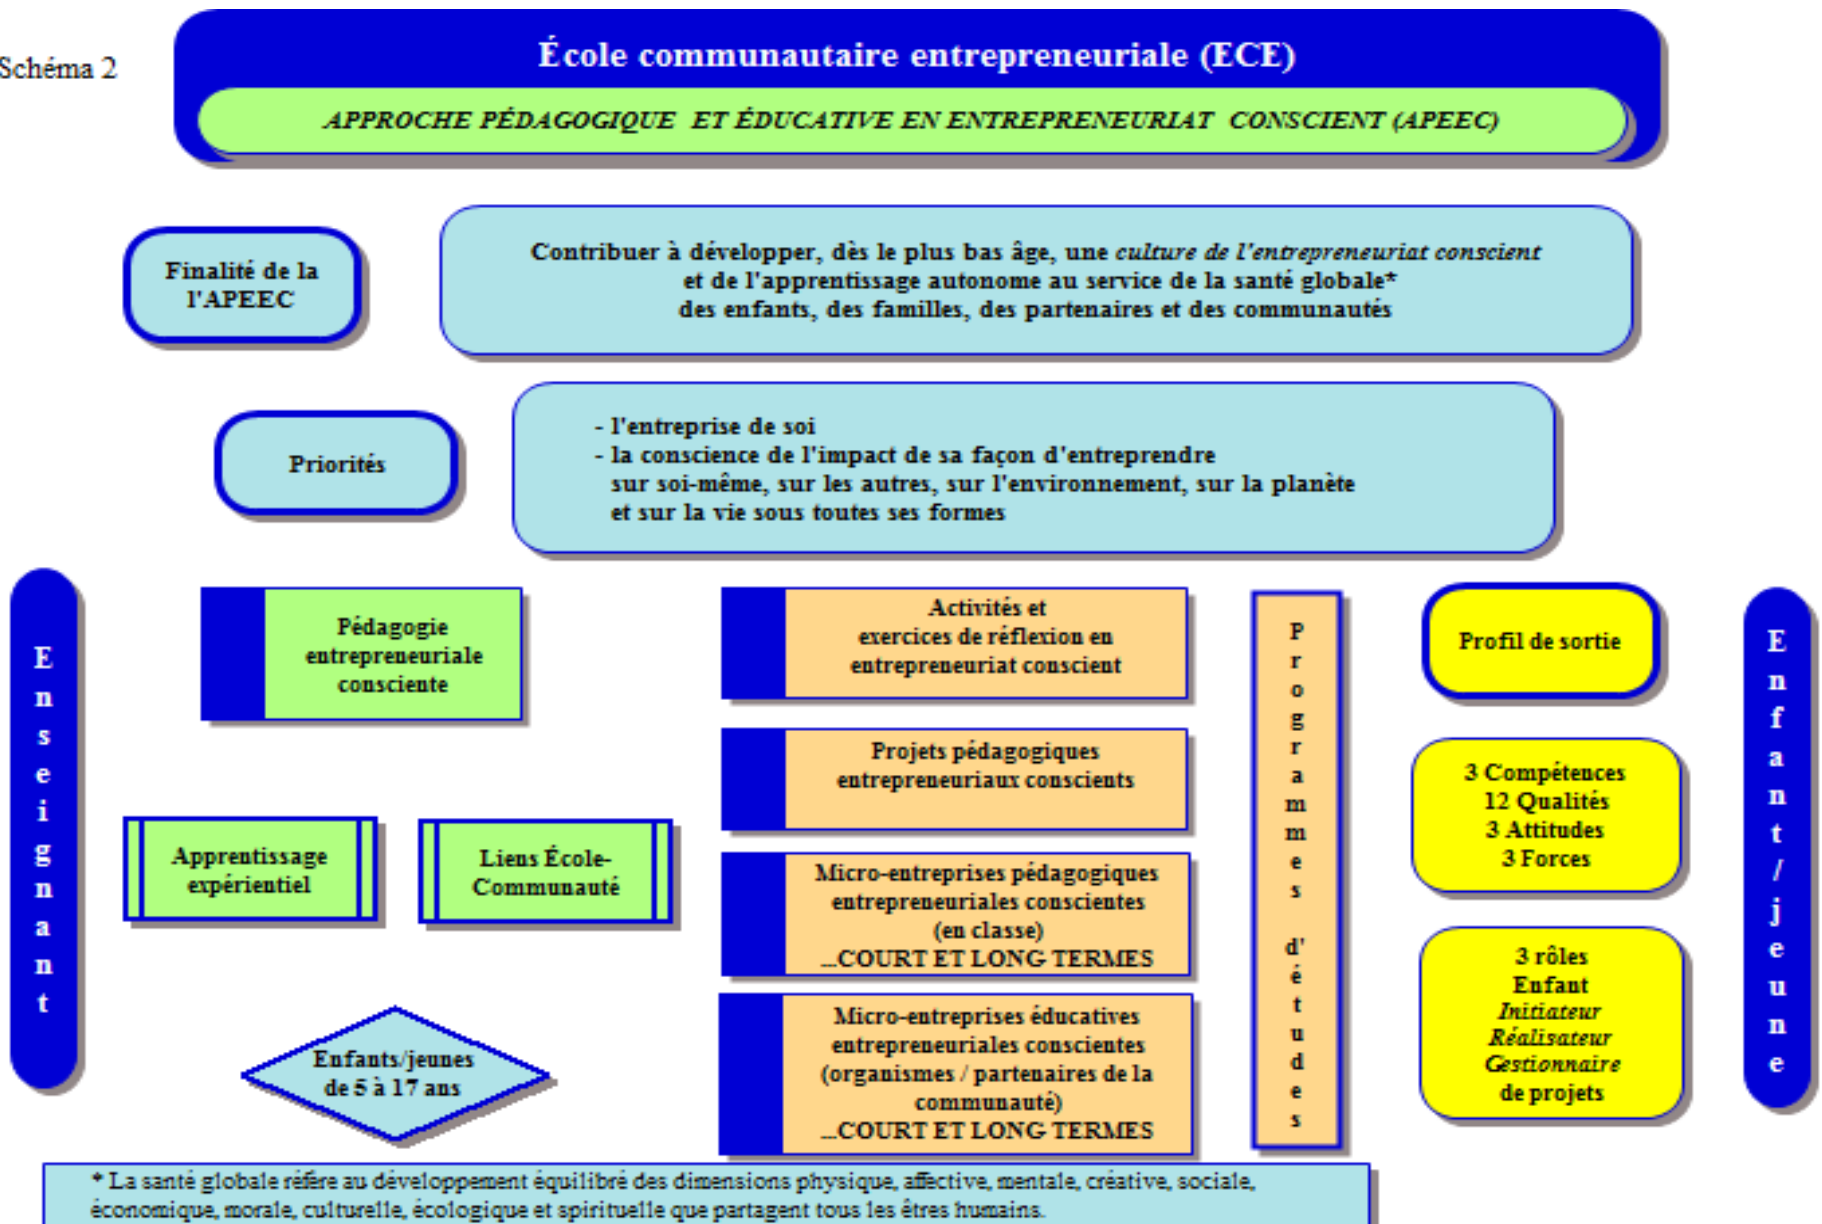 Schéma 2
École communautaire entrepreneuriale (ECE)
APPROCHE PÉDAGOGIQUE ET ÉDUCATIVE EN ENTREPRENEURIAT CONSCIENT (APEEC)
Finalité de la
l'APEEC
Contribuer à développer, dès le plus bas âge, une culture de l'entrepreneuriat conscient
et de l'apprentissage autonome au service de la santé globale*
des enfants, des familles, des partenaires et des communautés
Priorités
- l'entreprise de soi
- la conscience de l'impact de sa façon d'entreprendre
sur soi-même, sur les autres, sur l'environnement, sur la planète
et sur la vie sous toutes ses formes
Enseignant
Pédagogie
entrepreneuriale
consciente
Apprentissage
expérientiel
Liens École-
Communauté
Enfants/jeunes
de 5 à 17 ans
Activités et
exercices de réflexion en
entrepreneuriat conscient
Projets pédagogiques
entrepreneuriaux conscients
Micro-entreprises pédagogiques
entrepreneuriales conscientes
(en classe)
...COURT ET LONG TERMES
Micro-entreprises éducatives
entrepreneuriales conscientes
(organismes / partenaires de la
communauté)
...COURT ET LONG TERMES
Programmes d'études
Profil de sortie
3 Compétences
12 Qualités
3 Attitudes
3 Forces
3 rôles
Enfant
Initiateur
Réalisateur
Gestionnaire
de projets
Enfant/jeune
* La santé globale réfère au développement équilibré des dimensions physique, affective, mentale, créative, sociale,
économique, morale, culturelle, écologique et spirituelle que partagent tous les êtres humains.